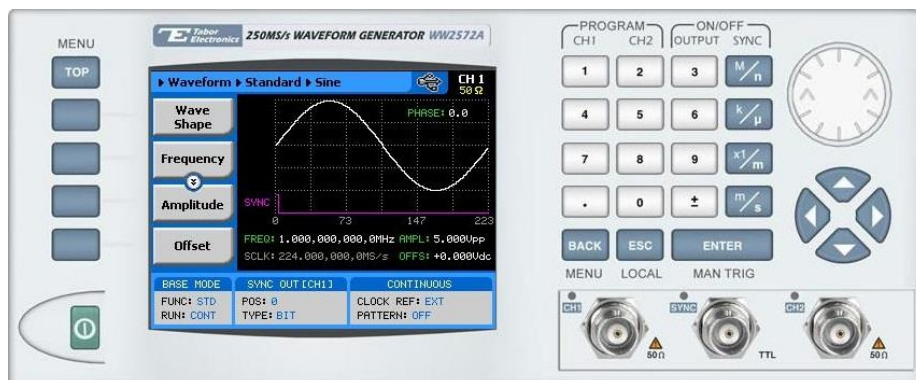 MENU
TOP
Tabor Electronics
250MS/s WAVEFORM GENERATOR WW2572A
Waveform Standard Sine
CH 1
50 Ω
Wave
Shape
Frequency
Amplitude
Offset
PHASE: 0.0
SYNC
0 73 147 223
FREQ: 1.000,000,000,0MHz AMPL: 5.000Vpp
SCLK: 224.000,000,0MS/s OFFS: +0.000Vdc
BASE MODE
FUNC: STD
RUN: CONT
SYNC OUT [CH1]
POS: 0
TYPE: BIT
CONTINUOUS
CLOCK REF: EXT
PATTERN: OFF
PROGRAM ON/OFF
CH1 CH2 OUTPUT SYNC
1 2 3 M/n
4 5 6 k/μ
7 8 9 x1/m
. 0 ± m/s
BACK ESC ENTER
MENU LOCAL MAN TRIG
CH1 SYNC CH2
50Ω TTL 50Ω